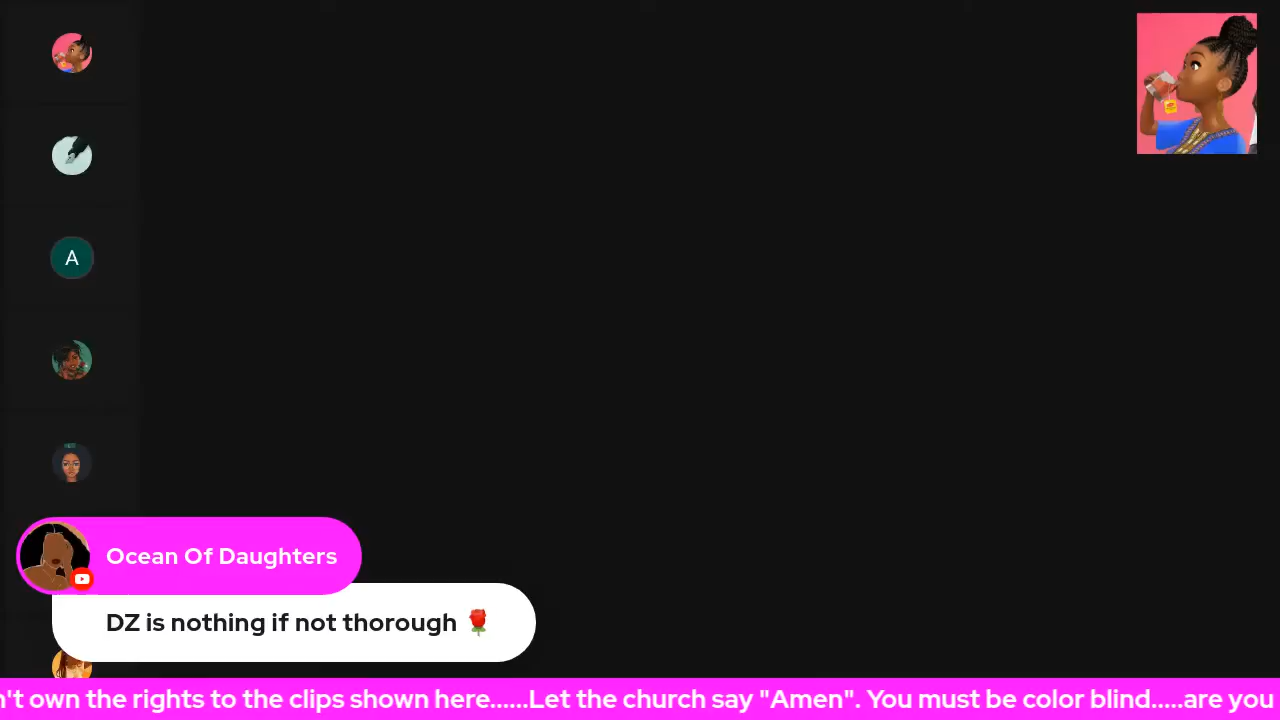 A
Ocean Of Daughters
DZ is nothing if not thorough 🌹
n't own the rights to the clips shown here......Let the church say "Amen". You must be color blind.....are you